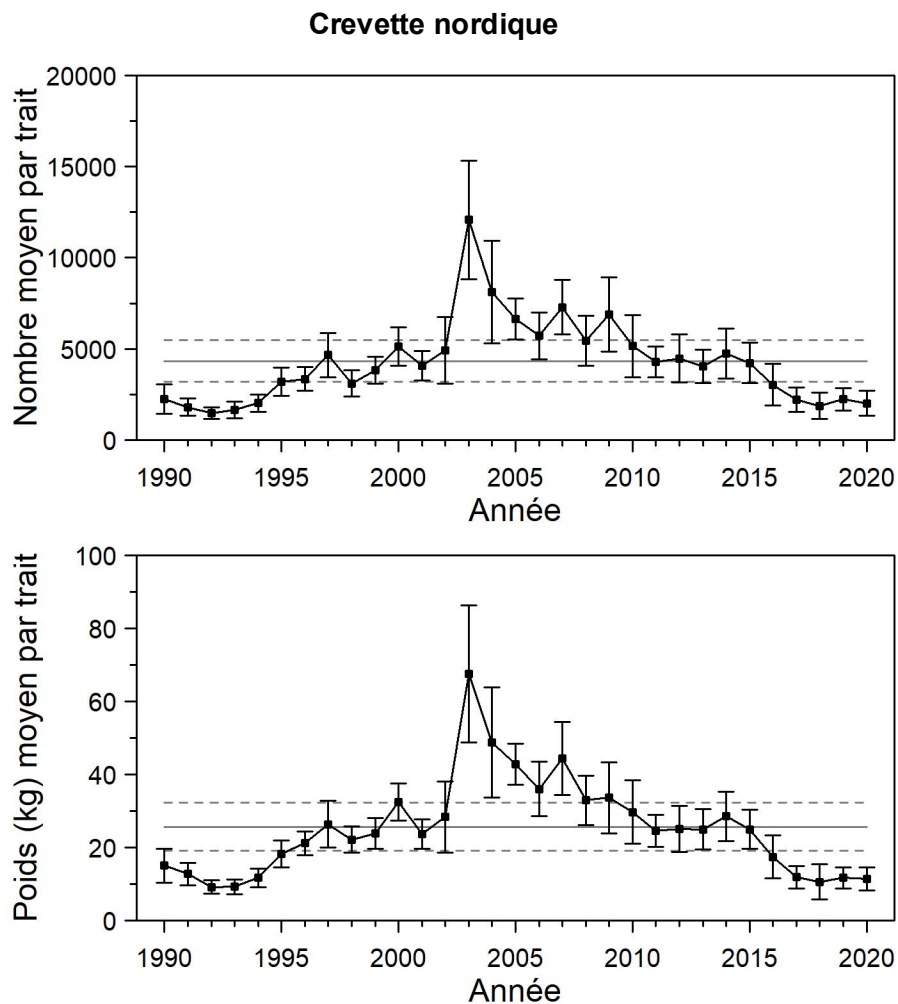 Crevette nordique
Nombre moyen par trait
20000
15000
10000
5000
0
1990 1995 2000 2005 2010 2015 2020
Année
Poids (kg) moyen par trait
100
80
60
40
20
0
1990 1995 2000 2005 2010 2015 2020
Année